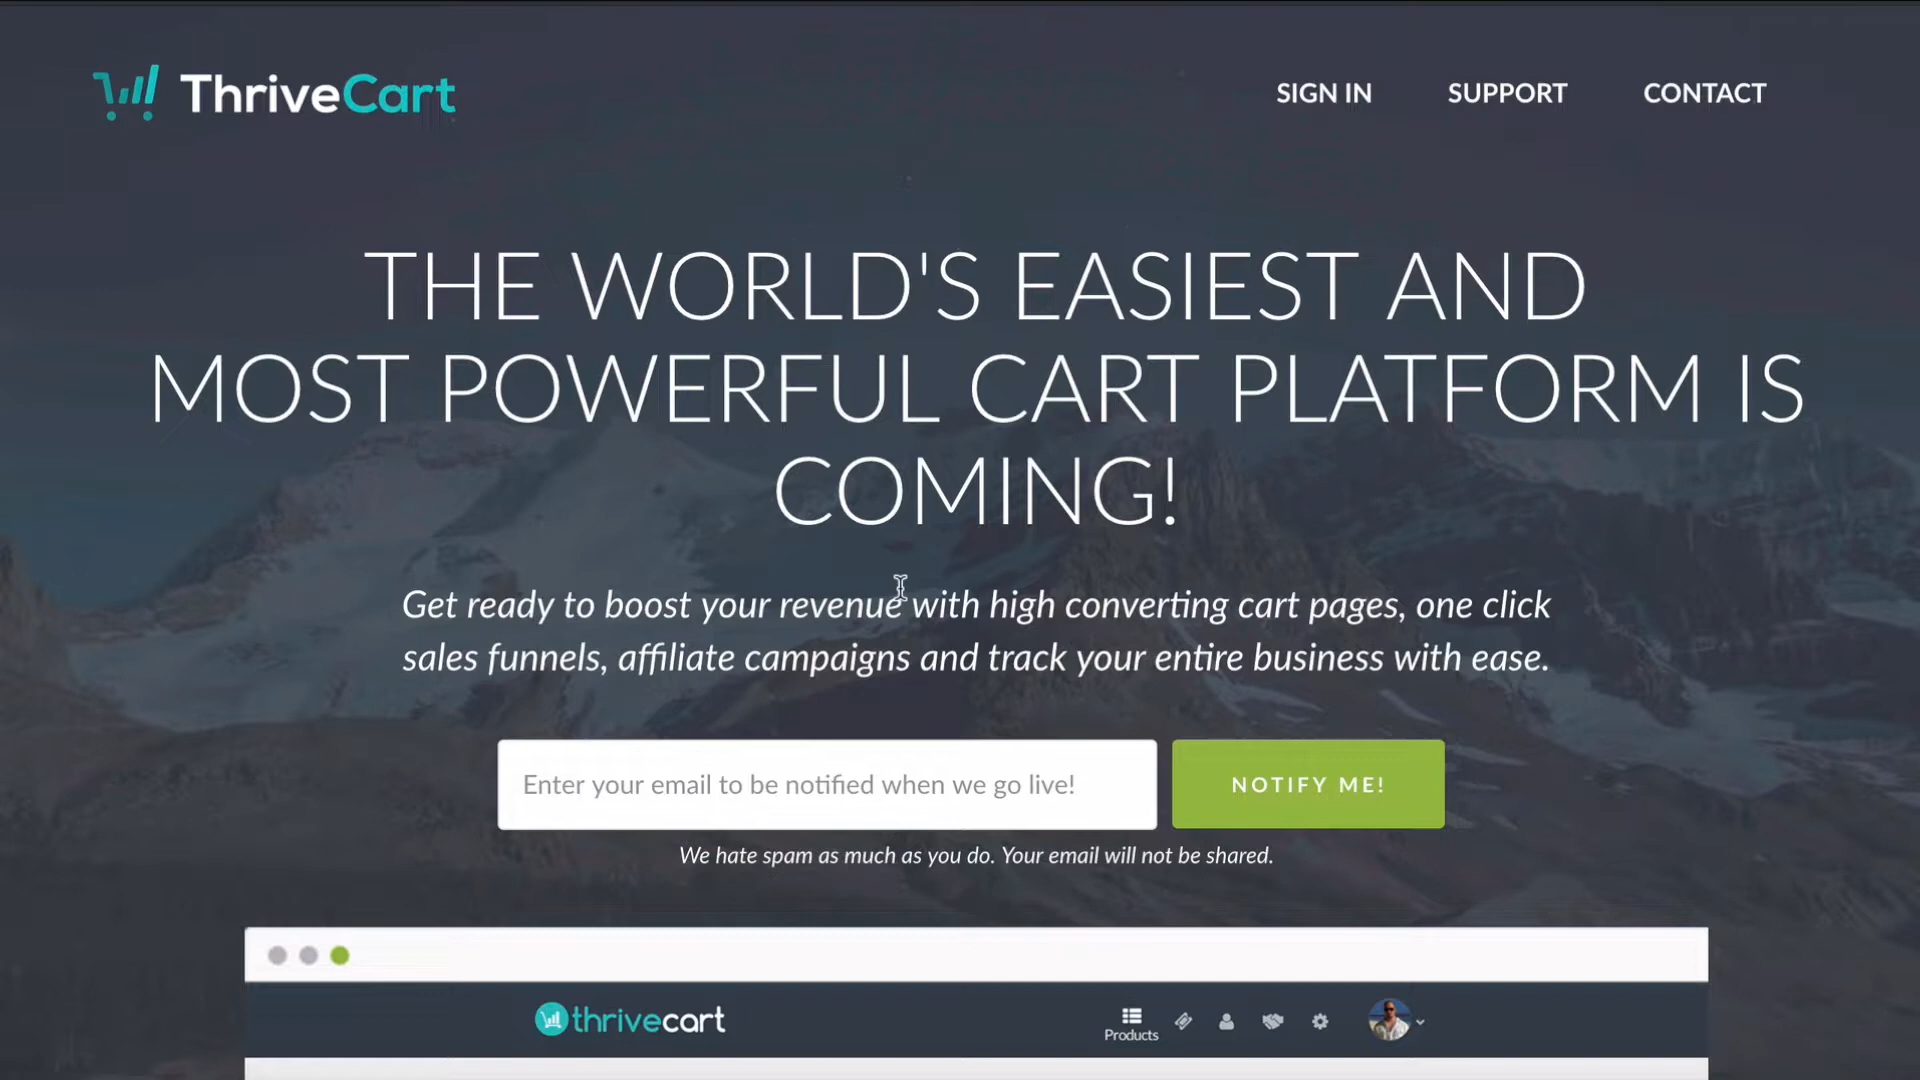 ThriveCart
SIGN IN SUPPORT CONTACT
THE WORLD'S EASIEST AND
MOST POWERFUL CART PLATFORM IS
COMING!
Get ready to boost your revenue with high converting cart pages, one click
sales funnels, affiliate campaigns and track your entire business with ease.
Enter your email to be notified when we go live!
NOTIFY ME!
We hate spam as much as you do. Your email will not be shared.
thrivecart
Products